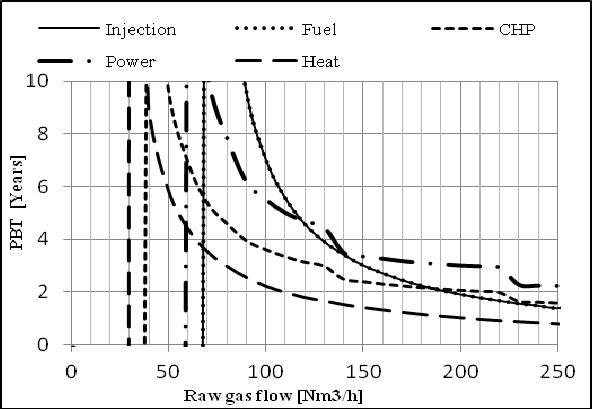 Injection Fuel CHP
Power Heat
10
8
6
4
2
0
PBT [Years]
0 50 100 150 200 250
Raw gas flow [Nm3/h]